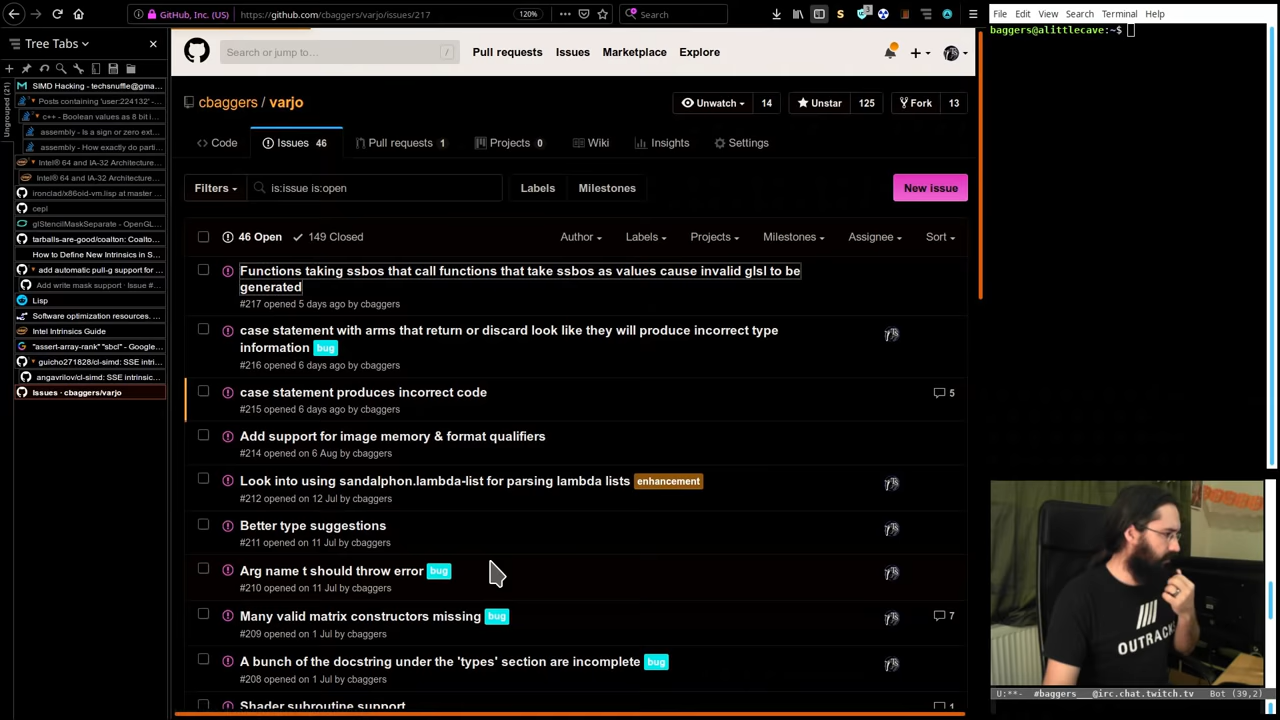 GitHub, Inc. (US)
https://github.com/cbaggers/varjo/issues/217
120%
Search
File Edit View Search Terminal Help
baggers@alittlecave:~$
Tree Tabs
Ungrouped (21)
SIMD Hacking - techsnuffle@gma...
Posts containing 'user:224132' -...
c++ - Boolean values as 8 bit i...
assembly - Is a sign or zero ext...
assembly - How exactly do parti...
Intel® 64 and IA-32 Architecture...
Intel® 64 and IA-32 Architecture...
ironclad/x86oid-vm.lisp at master ...
cepl
glStencilMaskSeparate - OpenGL...
tarballs-are-good/coalton: Coalto...
How to Define New Intrinsics in S...
add automatic pull-g support for ...
Add write mask support · Issue #...
Lisp
Software optimization resources. ...
Intel Intrinsics Guide
"assert-array-rank" "sbcl" - Google...
guicho271828/cl-simd: SSE intri...
angavrilov/cl-simd: SSE intrinsic...
Issues · cbaggers/varjo
Search or jump to...
/
Pull requests Issues Marketplace Explore
cbaggers / varjo
Unwatch 14
Unstar 125
Fork 13
Code
Issues 46
Pull requests 1
Projects 0
Wiki
Insights
Settings
Filters
is:issue is:open
Labels
Milestones
New issue
46 Open 149 Closed
Author Labels Projects Milestones Assignee Sort
Functions taking ssbos that call functions that take ssbos as values cause invalid glsl to be
generated
#217 opened 5 days ago by cbaggers
case statement with arms that return or discard look like they will produce incorrect type
information bug
#216 opened 6 days ago by cbaggers
case statement produces incorrect code
5
#215 opened 6 days ago by cbaggers
Add support for image memory & format qualifiers
#214 opened on 6 Aug by cbaggers
Look into using sandalphon.lambda-list for parsing lambda lists enhancement
#212 opened on 12 Jul by cbaggers
Better type suggestions
#211 opened on 11 Jul by cbaggers
Arg name t should throw error bug
#210 opened on 11 Jul by cbaggers
Many valid matrix constructors missing bug
7
#209 opened on 1 Jul by cbaggers
A bunch of the docstring under the 'types' section are incomplete bug
#208 opened on 1 Jul by cbaggers
Shader subroutine support
1
OUTRACKS
U:**- #baggers __@irc.chat.twitch.tv Bot (39,2)